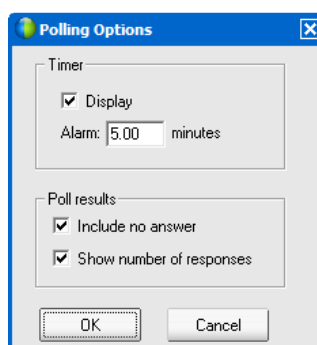 Polling Options
Timer
Display
Alarm: 5.00 minutes
Poll results
Include no answer
Show number of responses
OK Cancel